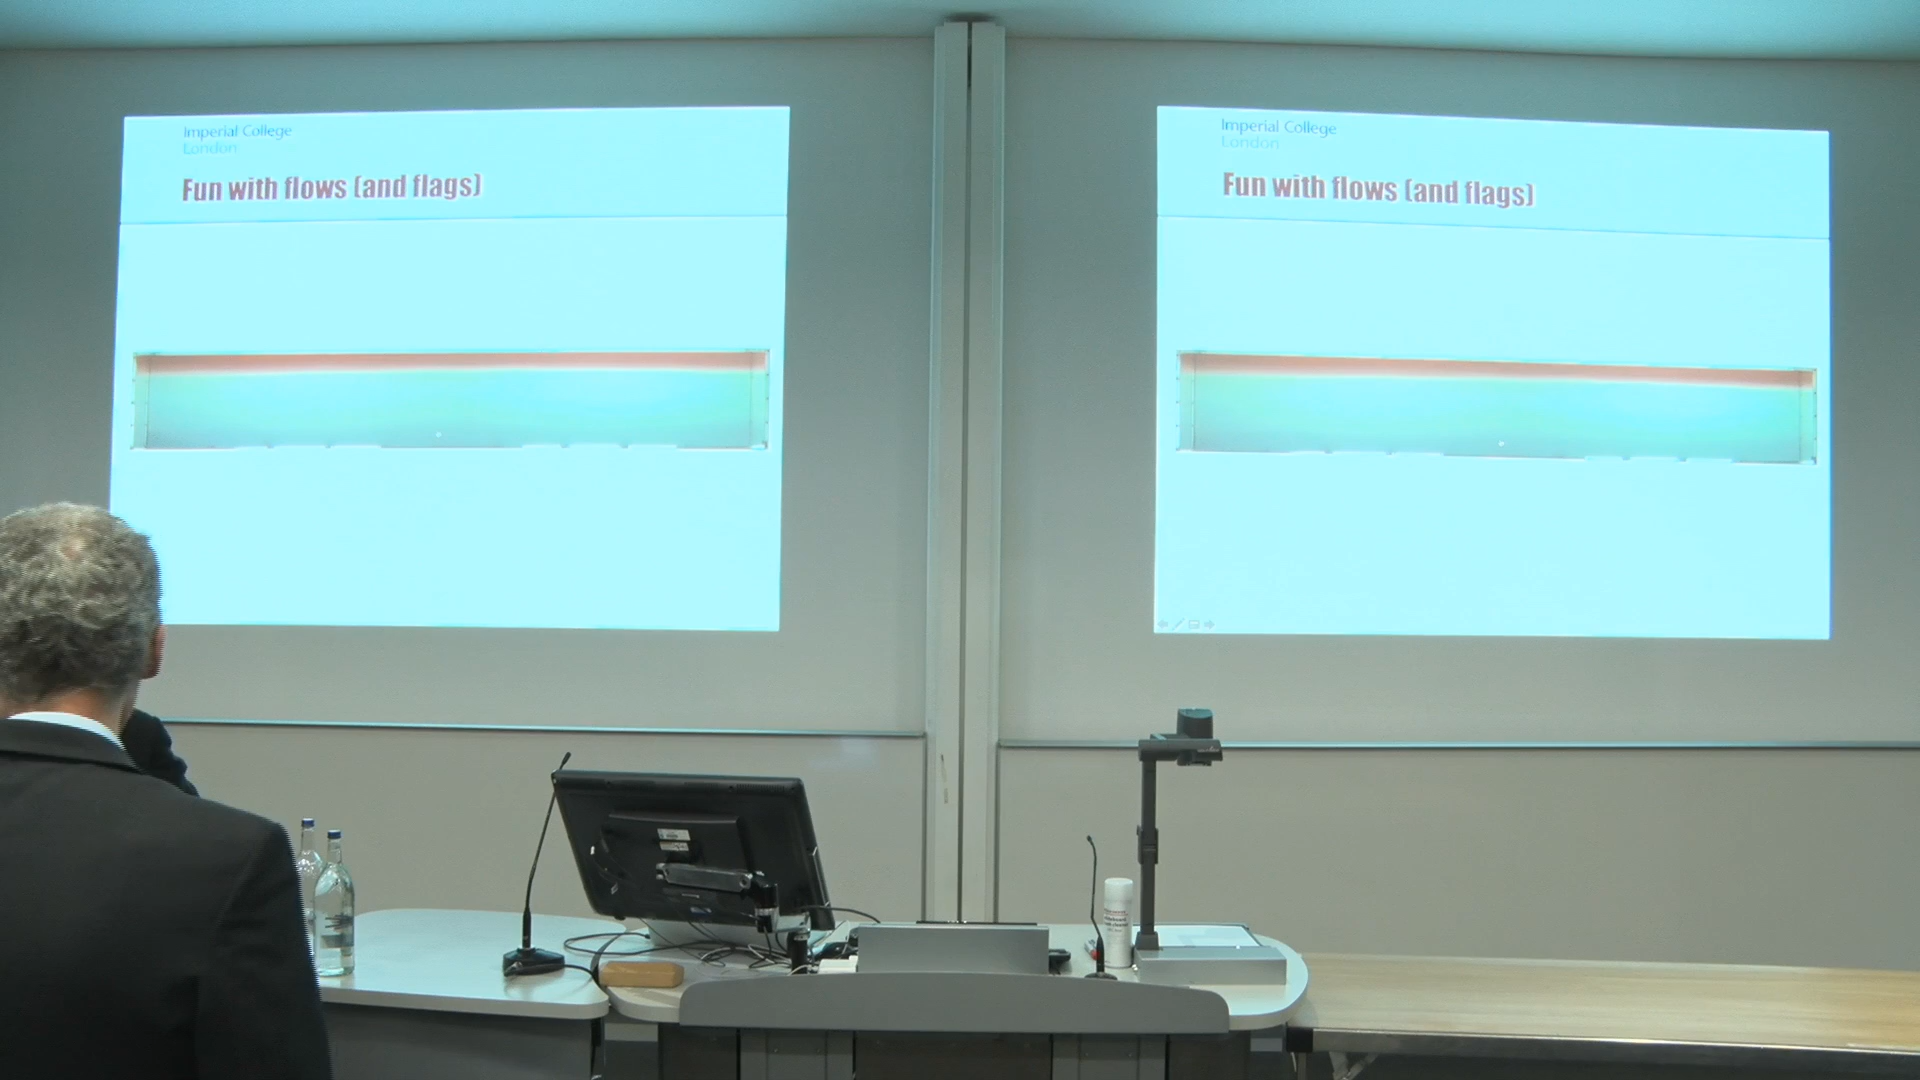 Imperial College
London
Fun with flows (and flags)
Imperial College
London
Fun with flows (and flags)